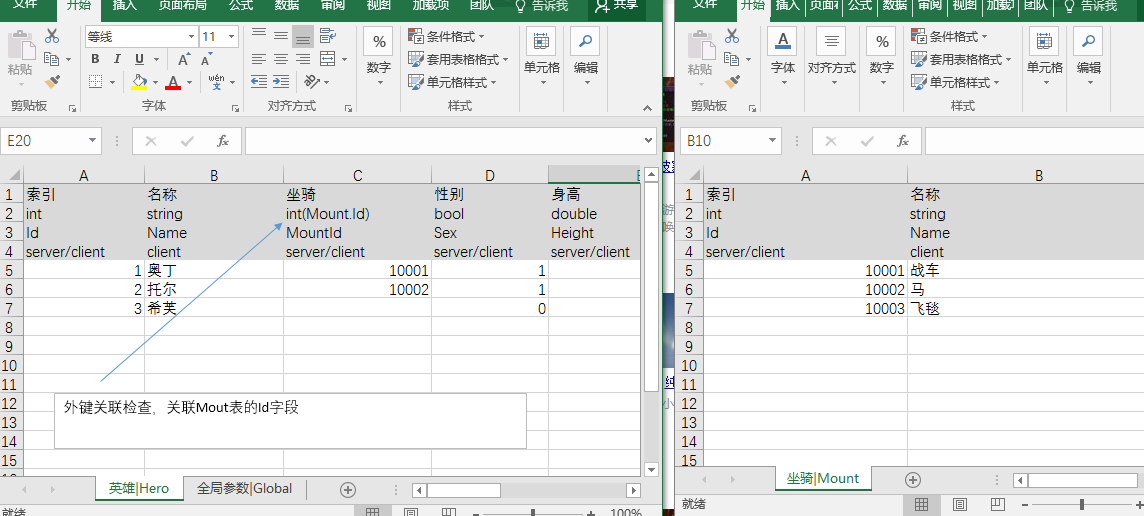 文件 开始 插入 页面布局 公式 数据 审阅 视图 加载项 团队 告诉我 共享
等线 11
粘贴 B I U A A wén A 数字 条件格式 套用表格格式 单元格样式 单元格 编辑
剪贴板 字体 对齐方式 样式
E20 fx
A B C D E
1 索引 名称 坐骑 性别 身高
2 int string int(Mount.Id) bool double
3 Id Name MountId Sex Height
4 server/client client server/client server/client server/client
5 1 奥丁 10001 1
6 2 托尔 10002 1
7 3 希芙 0
8
9
10
11
12
13
14
15
外键关联检查，关联Mout表的Id字段
英雄|Hero 全局参数|Global
就绪 100%
文件 开始 插入 页面 公式 数据 审阅 视图 加载 团队 告诉我
粘贴 字体 对齐方式 数字 条件格式 套用表格格式 单元格样式 单元格 编辑
剪贴板 样式
B10 fx
A B
1 索引 名称
2 int string
3 Id Name
4 server/client client
5 10001 战车
6 10002 马
7 10003 飞毯
8
9
10
11
12
13
14
15
坐骑|Mount
就绪